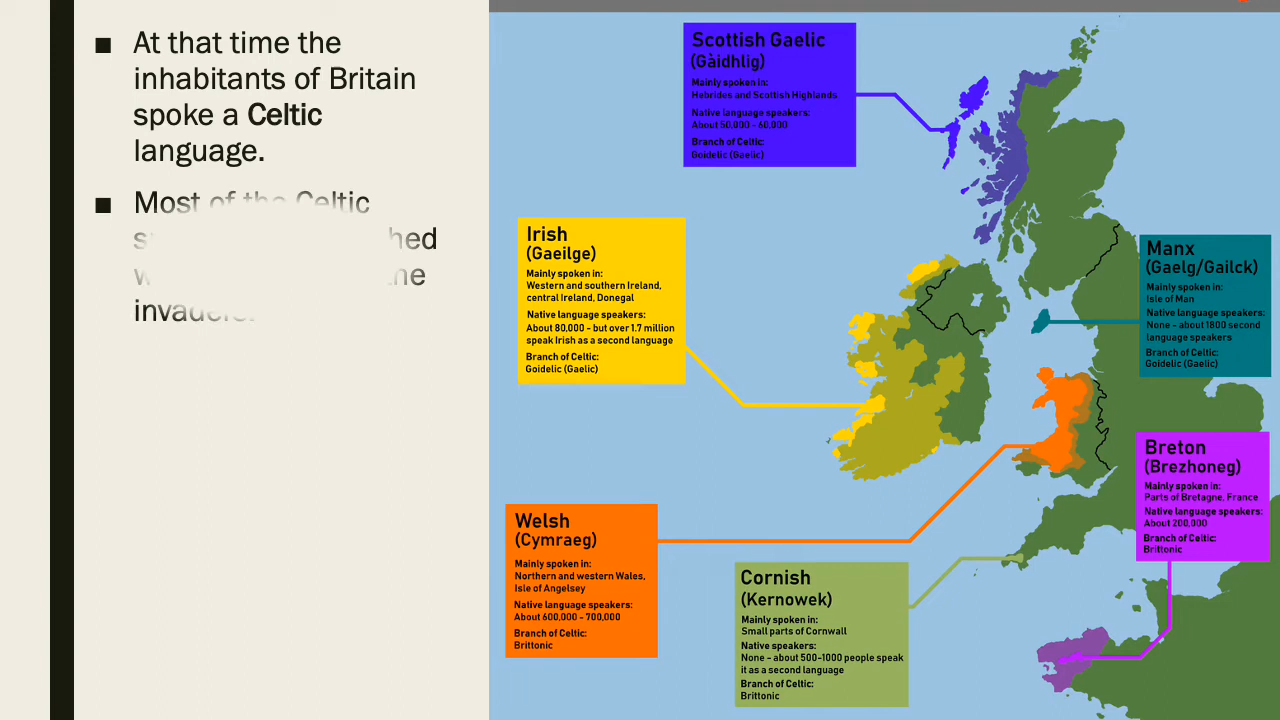 ■ At that time the
inhabitants of Britain
spoke a Celtic
language.
■ Most of the Celtic
invaders.
Scottish Gaelic
(Gàidhlig)
Mainly spoken in:
Hebrides and Scottish Highlands
Native language speakers:
About 50,000 - 60,000
Branch of Celtic:
Goidelic (Gaelic)
Irish
(Gaeilge)
Mainly spoken in:
Western and southern Ireland,
central Ireland, Donegal
Native language speakers:
About 80,000 - but over 1.7 million
speak Irish as a second language
Branch of Celtic:
Goidelic (Gaelic)
Manx
(Gaelg/Gailck)
Mainly spoken in:
Isle of Man
Native language speakers:
None - about 1800 second
language speakers
Branch of Celtic:
Goidelic (Gaelic)
Welsh
(Cymraeg)
Mainly spoken in:
Northern and western Wales,
Isle of Angelsey
Native language speakers:
About 600,000 - 700,000
Branch of Celtic:
Brittonic
Cornish
(Kernowek)
Mainly spoken in:
Small parts of Cornwall
Native speakers:
None - about 500-1000 people speak
it as a second language
Branch of Celtic:
Brittonic
Breton
(Brezhoneg)
Mainly spoken in:
Parts of Bretagne, France
Native language speakers:
About 200,000
Branch of Celtic:
Brittonic